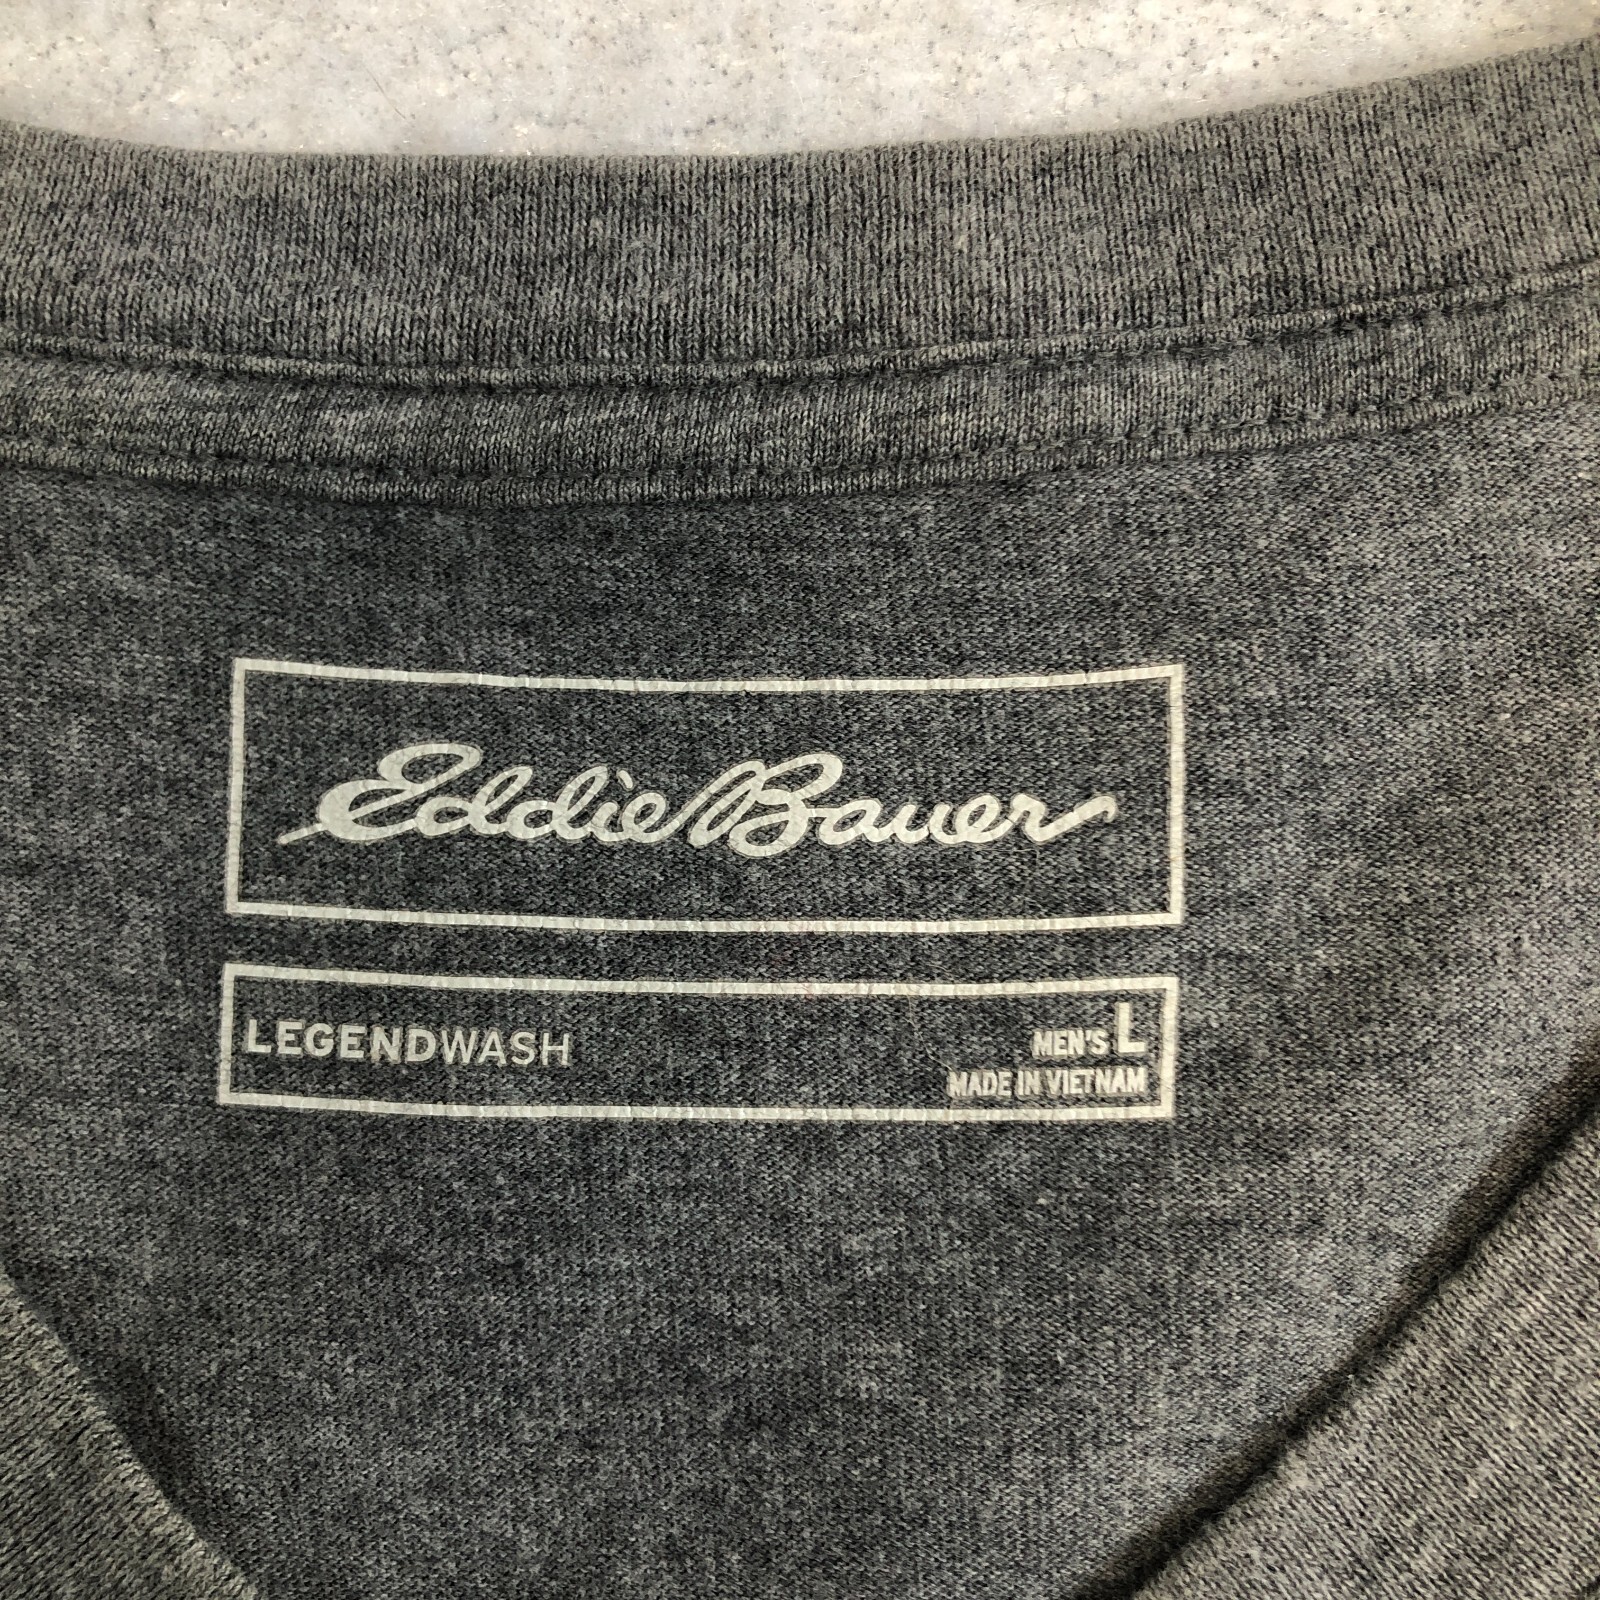 Eddie Bauer
LEGENDWASH
MEN'S L
MADE IN VIETNAM